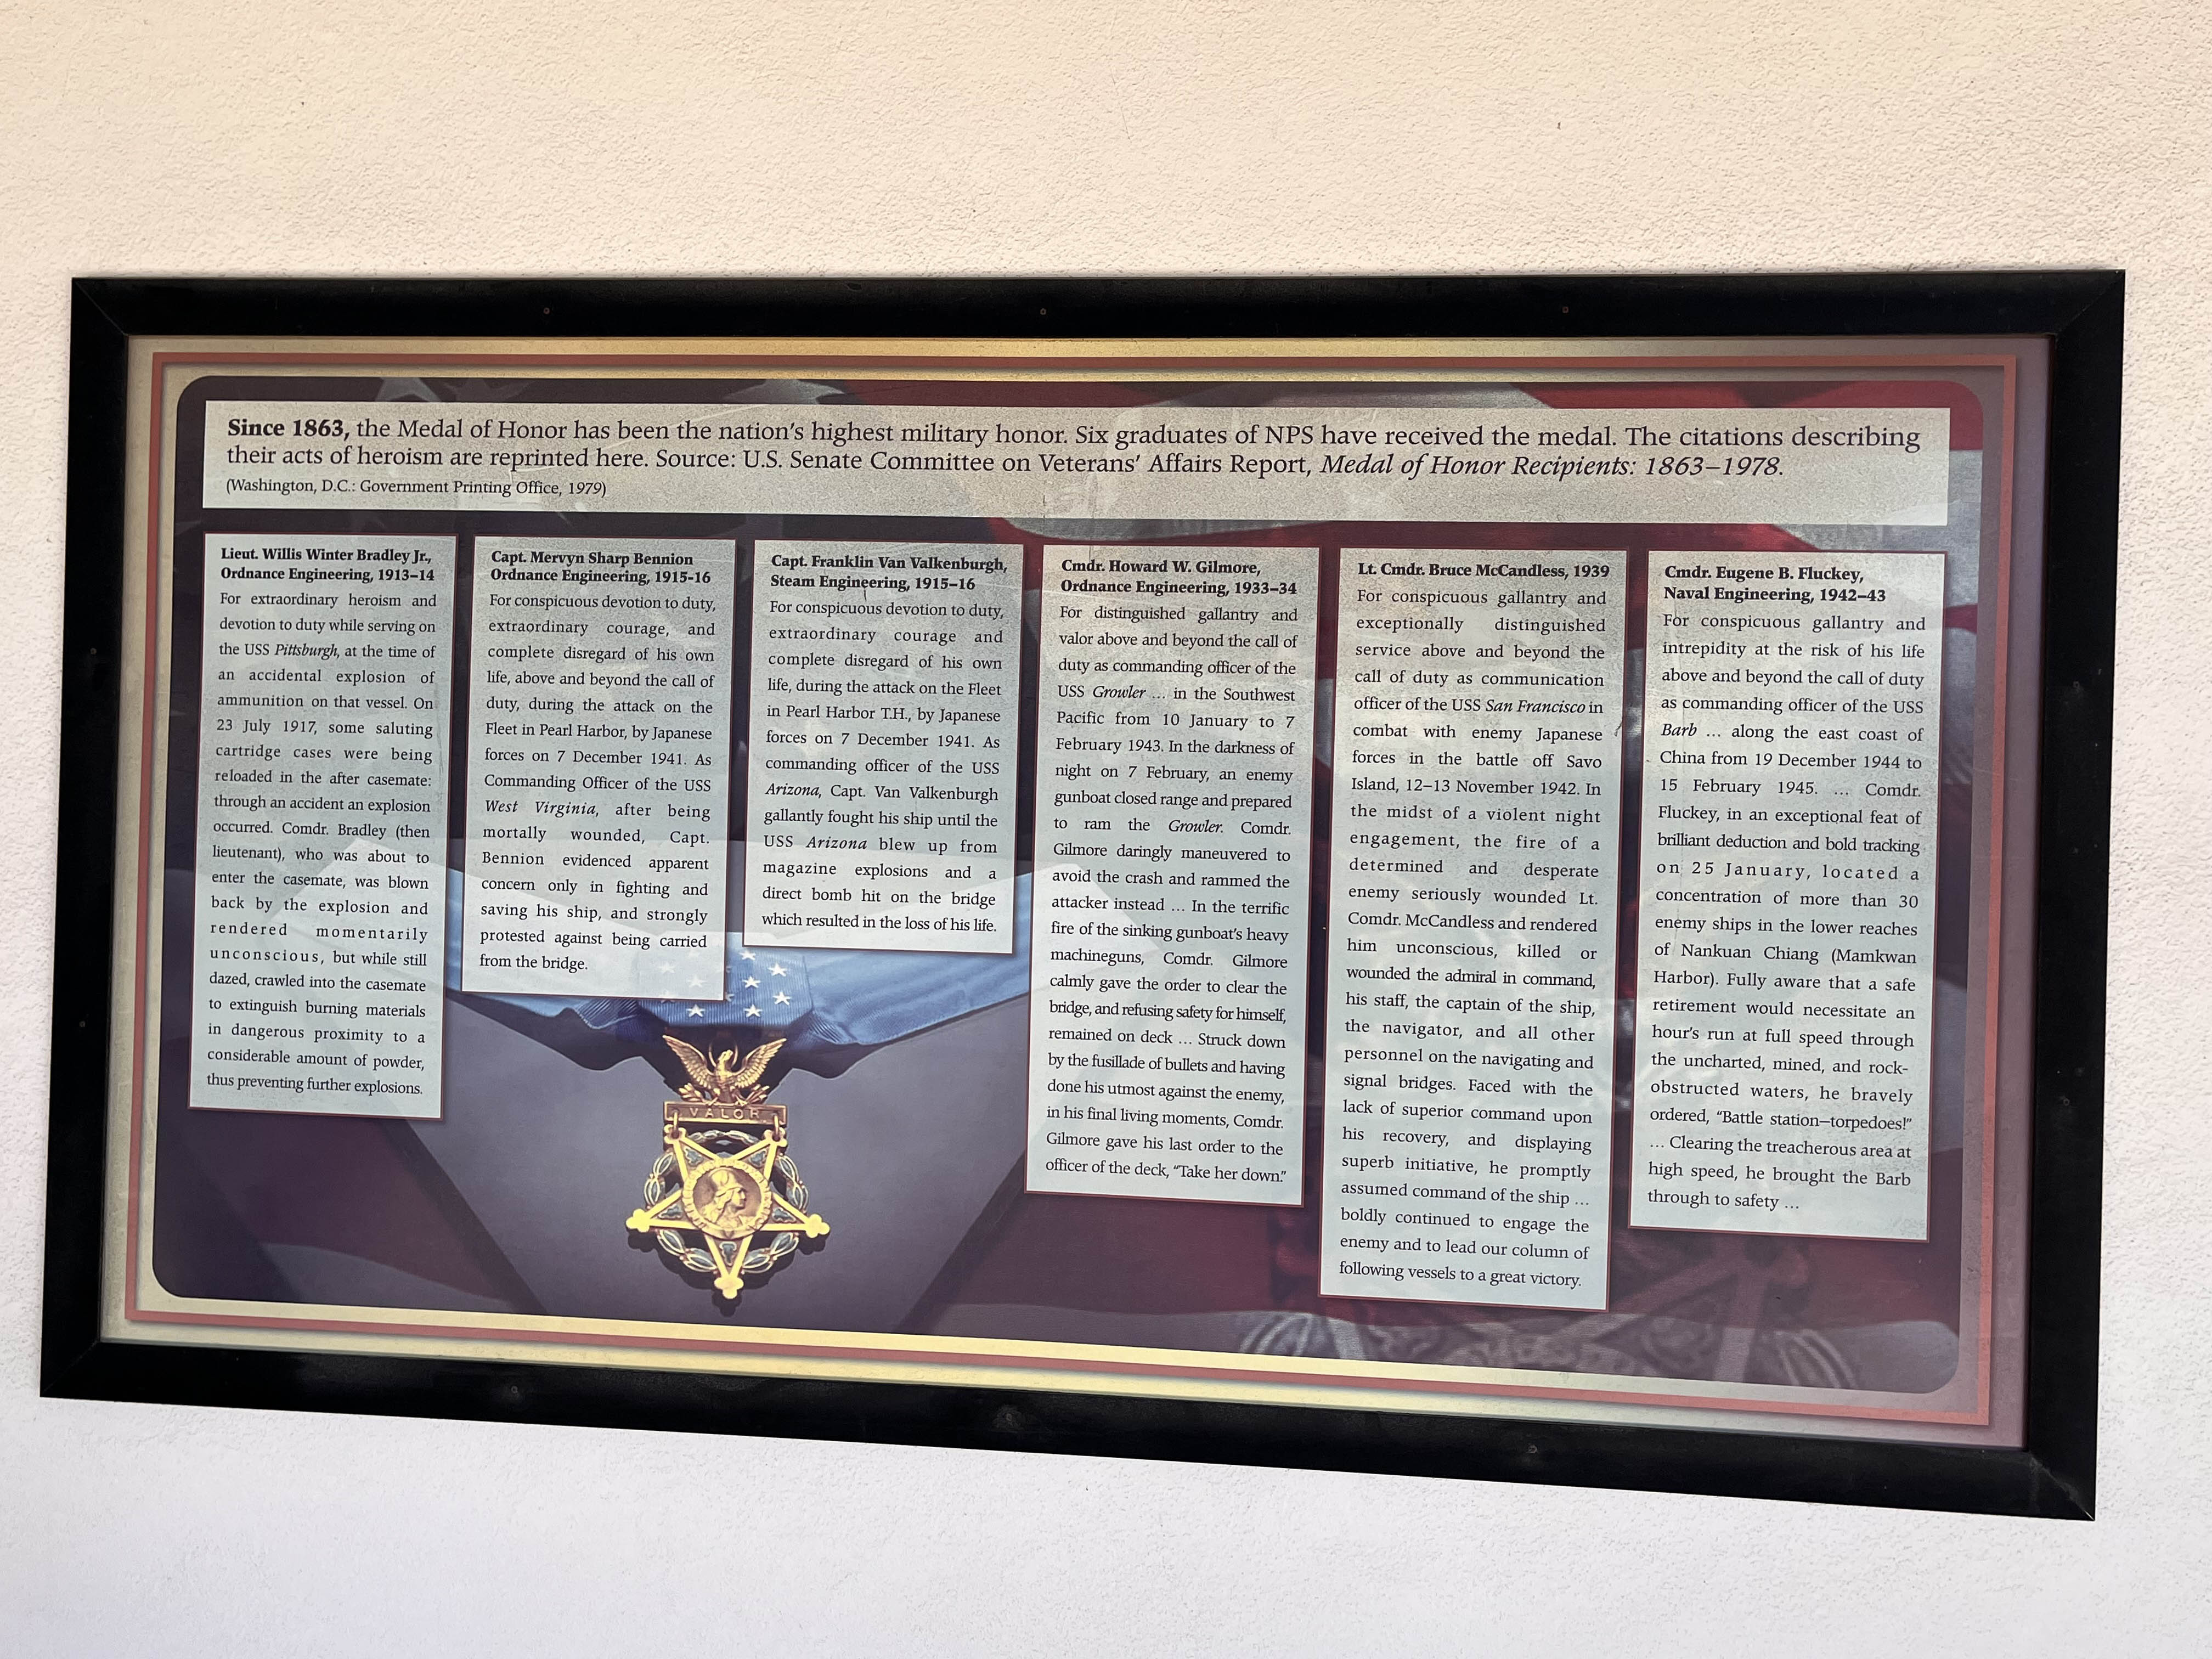 Since 1863, the Medal of Honor has been the nation's highest military honor. Six graduates of NPS have received the medal. The citations describing
their acts of heroism are reprinted here. Source: U.S. Senate Committee on Veterans' Affairs Report, Medal of Honor Recipients: 1863–1978.
(Washington, D.C.: Government Printing Office, 1979)
Lieut. Willis Winter Bradley Jr.,
Ordnance Engineering, 1913–14
For extraordinary heroism and
devotion to duty while serving on
the USS Pittsburgh, at the time of
an accidental explosion of
ammunition on that vessel. On
23 July 1917, some saluting
cartridge cases were being
reloaded in the after casemate:
through an accident an explosion
occurred. Comdr. Bradley (then
lieutenant), who was about to
enter the casemate, was blown
back by the explosion and
rendered momentarily
unconscious, but while still
dazed, crawled into the casemate
to extinguish burning materials
in dangerous proximity to a
considerable amount of powder,
thus preventing further explosions.
Capt. Mervyn Sharp Bennion
Ordnance Engineering, 1915-16
For conspicuous devotion to duty,
extraordinary courage, and
complete disregard of his own
life, above and beyond the call of
duty, during the attack on the
Fleet in Pearl Harbor, by Japanese
forces on 7 December 1941. As
Commanding Officer of the USS
West Virginia, after being
mortally wounded, Capt.
Bennion evidenced apparent
concern only in fighting and
saving his ship, and strongly
protested against being carried
from the bridge.
Capt. Franklin Van Valkenburgh,
Steam Engineering, 1915–16
For conspicuous devotion to duty,
extraordinary courage and
complete disregard of his own
life, during the attack on the Fleet
in Pearl Harbor T.H., by Japanese
forces on 7 December 1941. As
commanding officer of the USS
Arizona, Capt. Van Valkenburgh
gallantly fought his ship until the
USS Arizona blew up from
magazine explosions and a
direct bomb hit on the bridge
which resulted in the loss of his life.
VALOR
Cmdr. Howard W. Gilmore,
Ordnance Engineering, 1933–34
For distinguished gallantry and
valor above and beyond the call of
duty as commanding officer of the
USS Growler ... in the Southwest
Pacific from 10 January to 7
February 1943. In the darkness of
night on 7 February, an enemy
gunboat closed range and prepared
to ram the Growler. Comdr.
Gilmore daringly maneuvered to
avoid the crash and rammed the
attacker instead ... In the terrific
fire of the sinking gunboat's heavy
machineguns, Comdr. Gilmore
calmly gave the order to clear the
bridge, and refusing safety for himself,
remained on deck ... Struck down
by the fusillade of bullets and having
done his utmost against the enemy,
in his final living moments, Comdr.
Gilmore gave his last order to the
officer of the deck, “Take her down.”
Lt. Cmdr. Bruce McCandless, 1939
For conspicuous gallantry and
exceptionally distinguished
service above and beyond the
call of duty as communication
officer of the USS San Francisco in
combat with enemy Japanese
forces in the battle off Savo
Island, 12–13 November 1942. In
the midst of a violent night
engagement, the fire of a
determined and desperate
enemy seriously wounded Lt.
Comdr. McCandless and rendered
him unconscious, killed or
wounded the admiral in command,
his staff, the captain of the ship,
the navigator, and all other
personnel on the navigating and
signal bridges. Faced with the
lack of superior command upon
his recovery, and displaying
superb initiative, he promptly
assumed command of the ship ...
boldly continued to engage the
enemy and to lead our column of
following vessels to a great victory.
Cmdr. Eugene B. Fluckey,
Naval Engineering, 1942–43
For conspicuous gallantry and
intrepidity at the risk of his life
above and beyond the call of duty
as commanding officer of the USS
Barb ... along the east coast of
China from 19 December 1944 to
15 February 1945. ... Comdr.
Fluckey, in an exceptional feat of
brilliant deduction and bold tracking
on 25 January, located a
concentration of more than 30
enemy ships in the lower reaches
of Nankuan Chiang (Mamkwan
Harbor). Fully aware that a safe
retirement would necessitate an
hour's run at full speed through
the uncharted, mined, and rock-
obstructed waters, he bravely
ordered, “Battle station—torpedoes!”
... Clearing the treacherous area at
high speed, he brought the Barb
through to safety ...